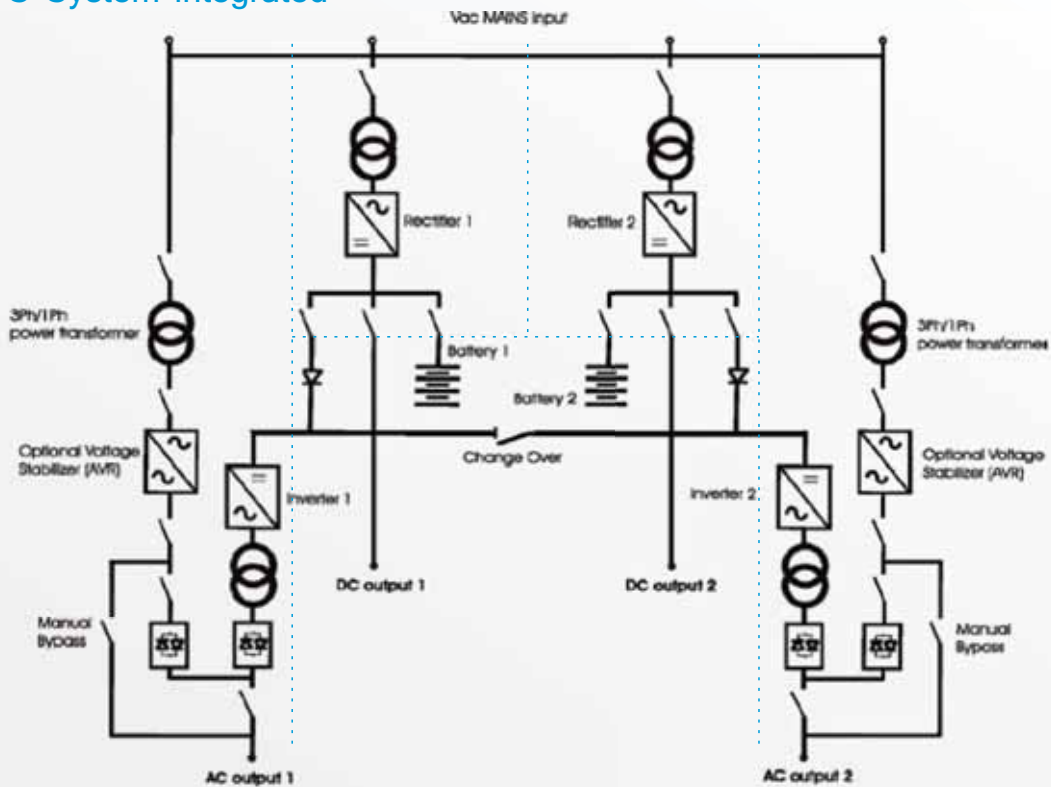 System Integrated
Vac MAINS input
Rectifier 1
Rectifier 2
3Ph/1Ph
power transformer
3Ph/1Ph
power transformer
Battery 1
Battery 2
Change Over
Optional Voltage
Stabilizer (AVR)
Inverter 1
Inverter 2
Optional Voltage
Stabilizer (AVR)
DC output 1
DC output 2
Manual
Bypass
Manual
Bypass
AC output 1
AC output 2